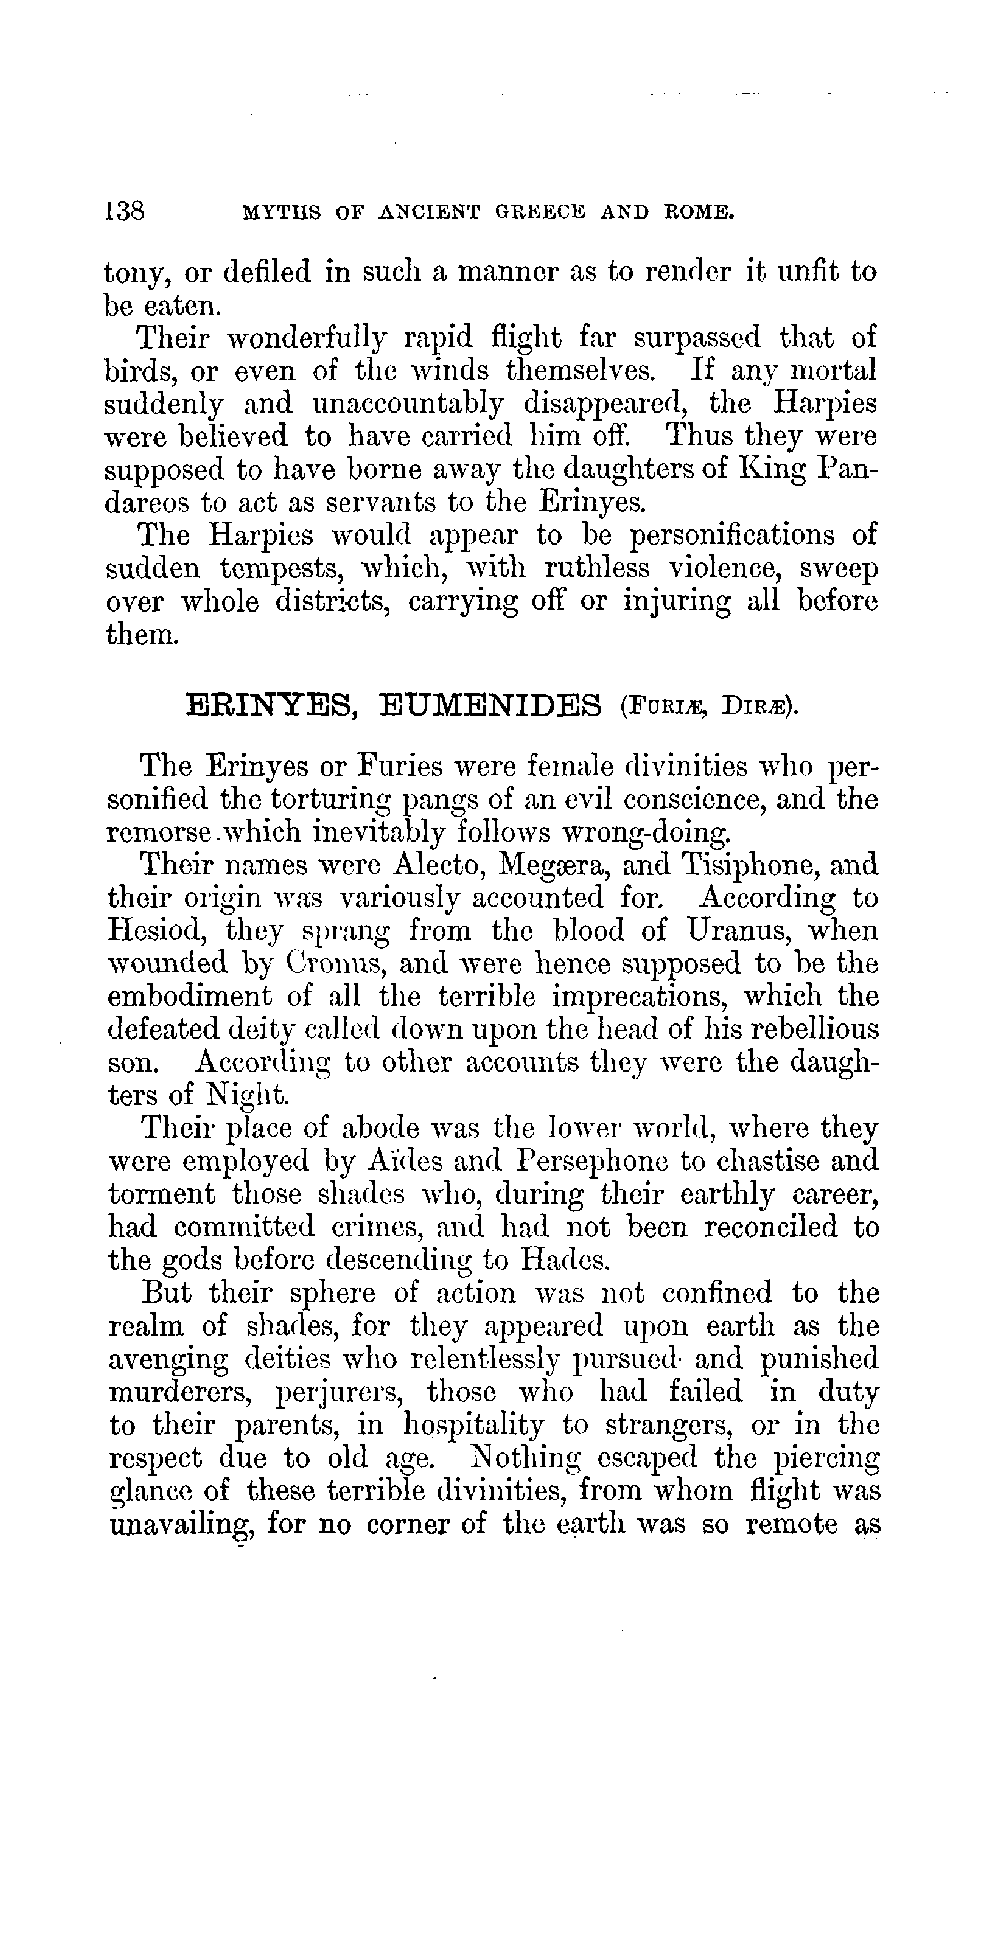 138 MYTHS OF ANCIENT GREECE AND ROME.
tony, or defiled in such a manner as to render it unfit to
be eaten.
Their wonderfully rapid flight far surpassed that of
birds, or even of the winds themselves. If any mortal
suddenly and unaccountably disappeared, the Harpies
were believed to have carried him off. Thus they were
supposed to have borne away the daughters of King Pan-
dareos to act as servants to the Erinyes.
The Harpies would appear to be personifications of
sudden tempests, which, with ruthless violence, sweep
over whole districts, carrying off or injuring all before
them.
ERINYES, EUMENIDES (FURIÆ, DIRÆ).
The Erinyes or Furies were female divinities who per-
sonified the torturing pangs of an evil conscience, and the
remorse which inevitably follows wrong-doing.
Their names were Alecto, Megæra, and Tisiphone, and
their origin was variously accounted for. According to
Hesiod, they sprang from the blood of Uranus, when
wounded by Cronus, and were hence supposed to be the
embodiment of all the terrible imprecations, which the
defeated deity called down upon the head of his rebellious
son. According to other accounts they were the daugh-
ters of Night.
Their place of abode was the lower world, where they
were employed by Aïdes and Persephone to chastise and
torment those shades who, during their earthly career,
had committed crimes, and had not been reconciled to
the gods before descending to Hades.
But their sphere of action was not confined to the
realm of shades, for they appeared upon earth as the
avenging deities who relentlessly pursued and punished
murderers, perjurers, those who had failed in duty
to their parents, in hospitality to strangers, or in the
respect due to old age. Nothing escaped the piercing
glance of these terrible divinities, from whom flight was
unavailing, for no corner of the earth was so remote as